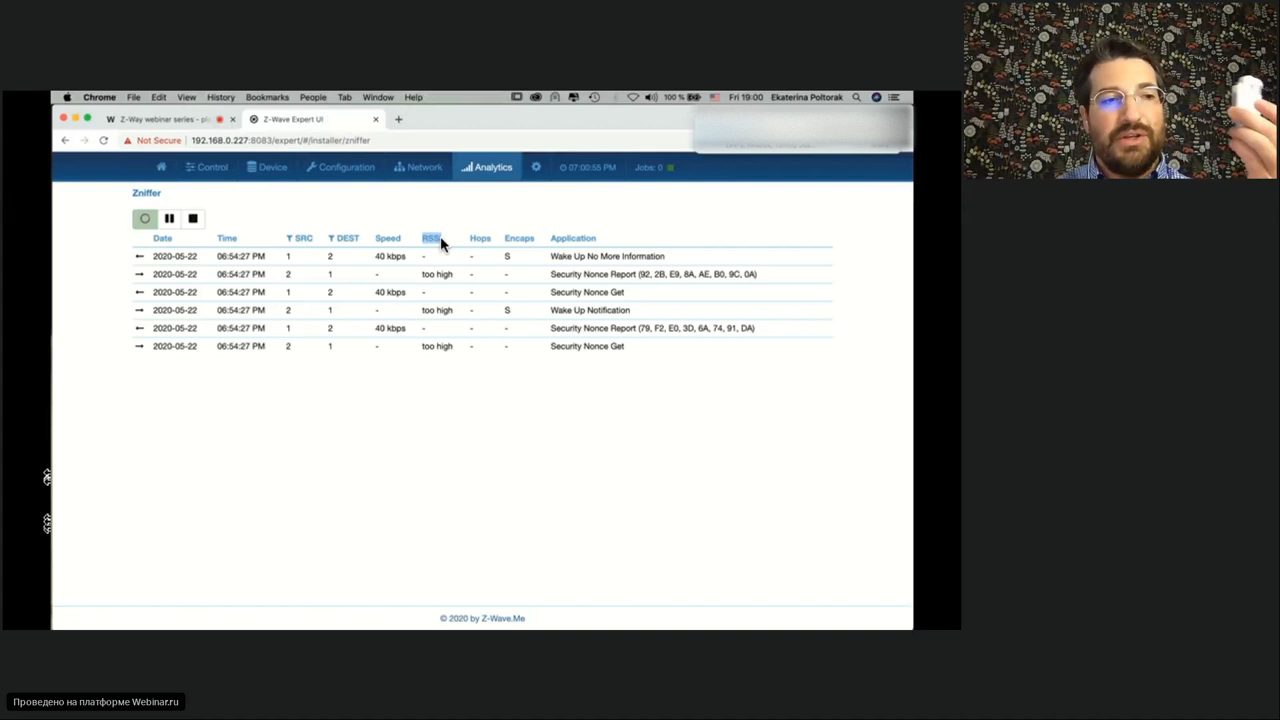 Chrome File Edit View History Bookmarks People Tab Window Help 100 % Fri 19:00 Ekaterina Poltorak
Z-Way webinar series - pl
Z-Wave Expert UI
Not Secure 192.168.0.227:8083/expert/#/installer/zniffer
Control Device Configuration Network Analytics 07:00:55 PM Jobs: 0
Zniffer
Date Time SRC DEST Speed RSSI Hops Encaps Application
← 2020-05-22 06:54:27 PM 1 2 40 kbps - - S Wake Up No More Information
→ 2020-05-22 06:54:27 PM 2 1 - too high - - Security Nonce Report (92, 2B, E9, 8A, AE, B0, 9C, 0A)
← 2020-05-22 06:54:27 PM 1 2 40 kbps - - - Security Nonce Get
→ 2020-05-22 06:54:27 PM 2 1 - too high - S Wake Up Notification
← 2020-05-22 06:54:27 PM 1 2 40 kbps - - - Security Nonce Report (79, F2, E0, 3D, 6A, 74, 91, DA)
→ 2020-05-22 06:54:27 PM 2 1 - too high - - Security Nonce Get
© 2020 by Z-Wave.Me
Проведено на платформе Webinar.ru